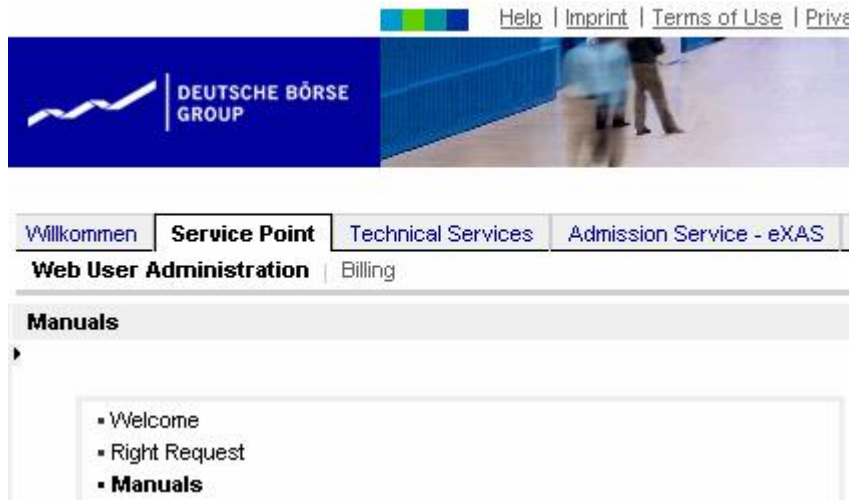 Help | Imprint | Terms of Use | Priva
DEUTSCHE BÖRSE
GROUP
Willkommen Service Point Technical Services Admission Service - eXAS
Web User Administration | Billing
Manuals
▪ Welcome
▪ Right Request
▪ Manuals